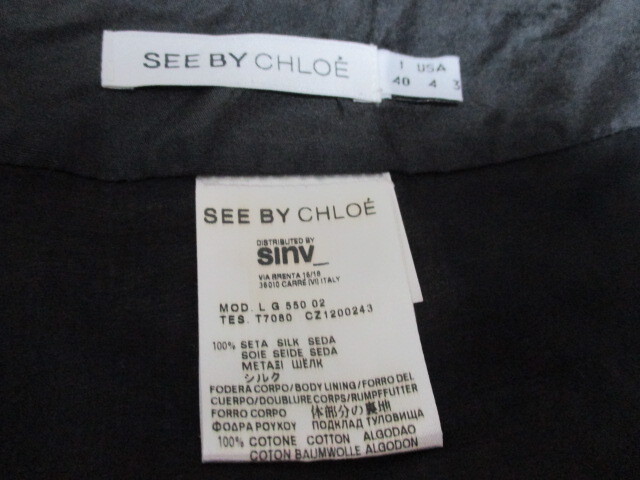 SEE BY CHLOÉ
I USA
40 4 3
SEE BY CHLOÉ
DISTRIBUTED BY
sinv_
VIA BRENTA 16/18
36010 CARRÉ (VI) ITALY
MOD. L G 550 02
TES. T7080 CZ1200243
100% SETA SILK SEDA
SOIE SEIDE SEDA
ΜΕΤΑΞΙ ШЕЛК
シルク
FODERA CORPO/BODY LINING/FORRO DEL
CUERPO/DOUBLURE CORPS/RUMPFFUTTER
FORRO CORPO 体部分の裏地
ΦΟΔΡΑ ΡΟΥΧΟΥ ПОДКЛАД ТУЛОВИЩА
100% COTONE COTTON ALGODAO
COTON BAUMWOLLE ALGODON